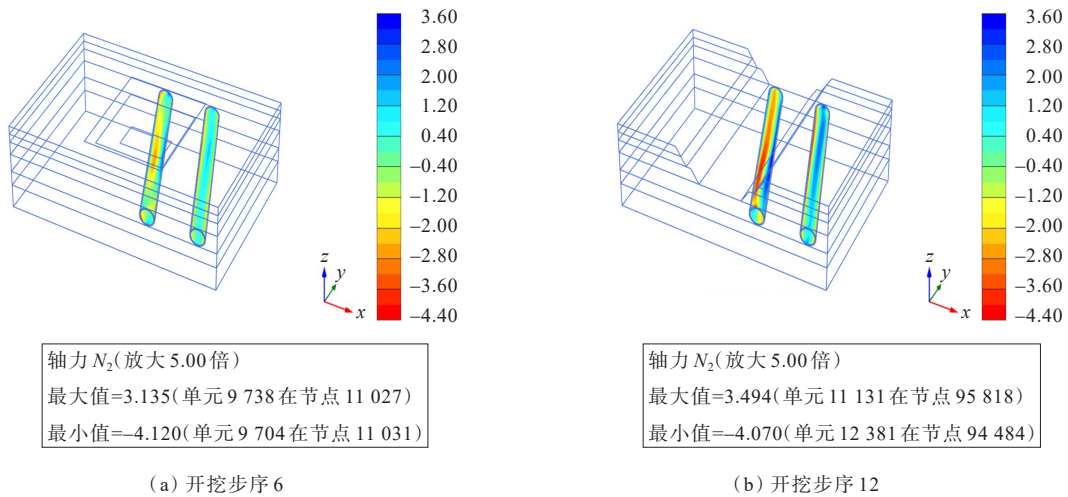 3.60
2.80
2.00
1.20
0.40
–0.40
–1.20
–2.00
–2.80
–3.60
–4.40
z
y
x
轴力 N₂(放大 5.00 倍)
最大值=3.135(单元 9 738 在节点 11 027)
最小值=–4.120(单元 9 704 在节点 11 031)
(a) 开挖步序 6
3.60
2.80
2.00
1.20
0.40
–0.40
–1.20
–2.00
–2.80
–3.60
–4.40
z
y
x
轴力 N₂(放大 5.00 倍)
最大值=3.494(单元 11 131 在节点 95 818)
最小值=–4.070(单元 12 381 在节点 94 484)
(b) 开挖步序 12